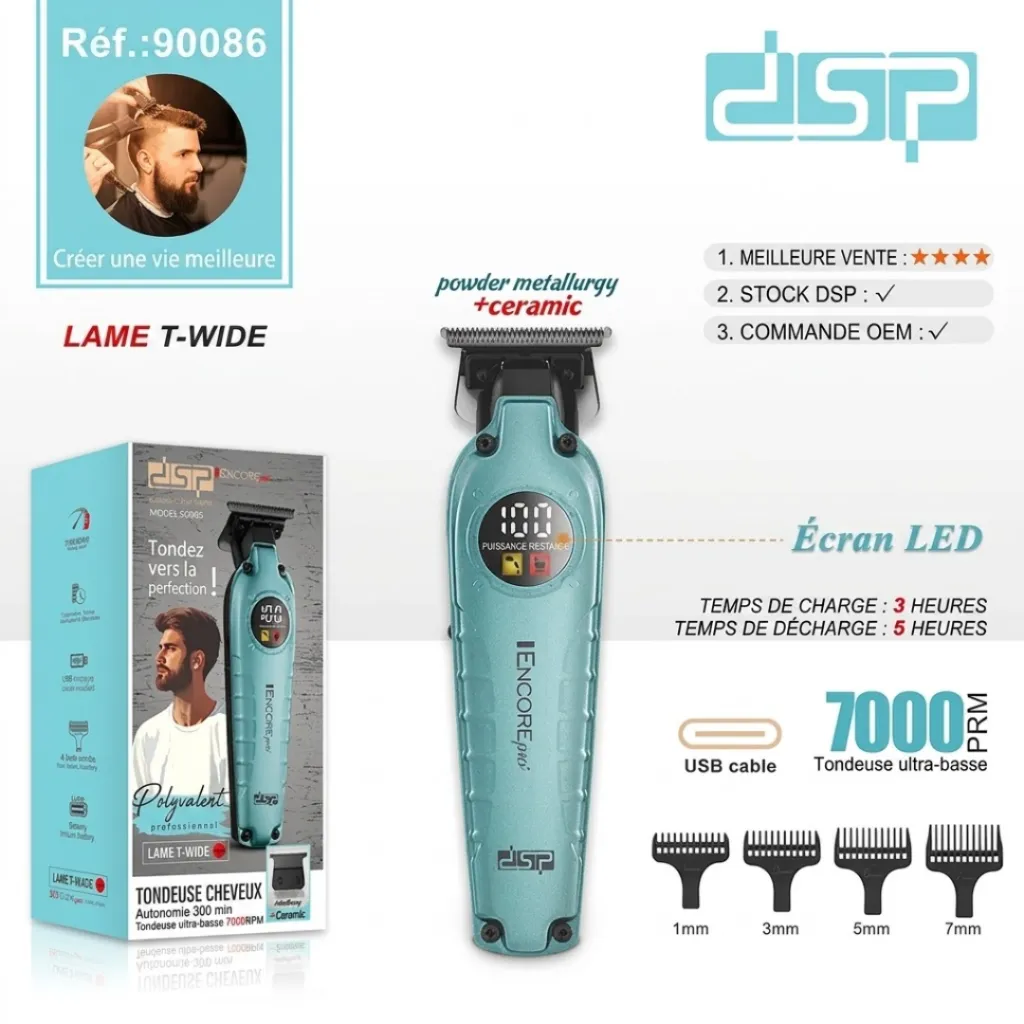 Réf.:90086
Créer une vie meilleure
dsp
1. MEILLEURE VENTE :
2. STOCK DSP : ✓
3. COMMANDE OEM : ✓
LAME T-WIDE
powder metallurgy
+ceramic
100
PUISSANCE RESTANTE
Écran LED
TEMPS DE CHARGE : 3 HEURES
TEMPS DE DÉCHARGE : 5 HEURES
ENCORE pro
dsp
USB cable
7000 PRM
Tondeuse ultra-basse
1mm
3mm
5mm
7mm
dsp ENCORE
Tondez
vers la
perfection !
ENCORE pro
dsp
Polyvalent
professionnel
LAME T-WIDE
TONDEUSE CHEVEUX
Autonomie 300 min
Tondeuse ultra-basse 7000RPM
+Ceramic